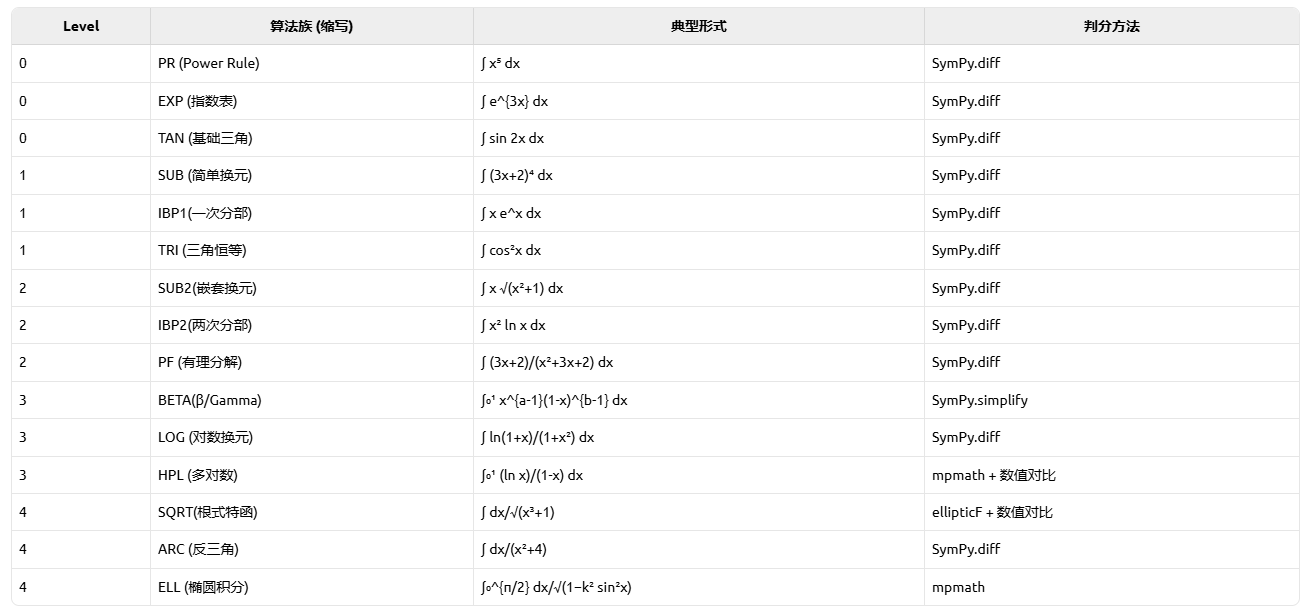 Level 算法族 (缩写) 典型形式 判分方法
0 PR (Power Rule) ∫ x⁵ dx SymPy.diff
0 EXP (指数表) ∫ e^{3x} dx SymPy.diff
0 TAN (基础三角) ∫ sin 2x dx SymPy.diff
1 SUB (简单换元) ∫ (3x+2)⁴ dx SymPy.diff
1 IBP1(一次分部) ∫ x e^x dx SymPy.diff
1 TRI (三角恒等) ∫ cos²x dx SymPy.diff
2 SUB2(嵌套换元) ∫ x √(x²+1) dx SymPy.diff
2 IBP2(两次分部) ∫ x² ln x dx SymPy.diff
2 PF (有理分解) ∫ (3x+2)/(x²+3x+2) dx SymPy.diff
3 BETA(β/Gamma) ∫₀¹ x^{a-1}(1-x)^{b-1} dx SymPy.simplify
3 LOG (对数换元) ∫ ln(1+x)/(1+x²) dx SymPy.diff
3 HPL (多对数) ∫₀¹ (ln x)/(1-x) dx mpmath + 数值对比
4 SQRT(根式特函) ∫ dx/√(x³+1) ellipticF + 数值对比
4 ARC (反三角) ∫ dx/(x²+4) SymPy.diff
4 ELL (椭圆积分) ∫₀^{π/2} dx/√(1−k² sin²x) mpmath